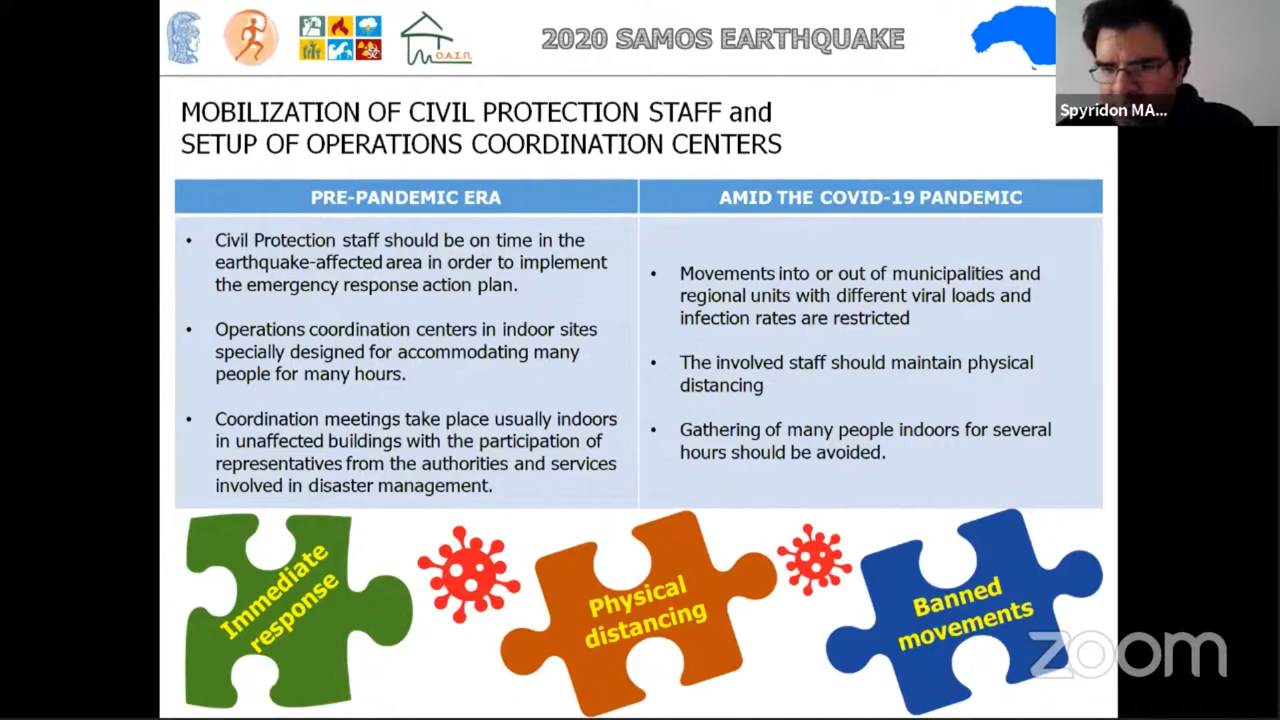 Ο.Α.Σ.Π.
2020 SAMOS EARTHQUAKE
Spyridon MA...
MOBILIZATION OF CIVIL PROTECTION STAFF and
SETUP OF OPERATIONS COORDINATION CENTERS
PRE-PANDEMIC ERA
• Civil Protection staff should be on time in the
earthquake-affected area in order to implement
the emergency response action plan.
• Operations coordination centers in indoor sites
specially designed for accommodating many
people for many hours.
• Coordination meetings take place usually indoors
in unaffected buildings with the participation of
representatives from the authorities and services
involved in disaster management.
AMID THE COVID-19 PANDEMIC
• Movements into or out of municipalities and
regional units with different viral loads and
infection rates are restricted
• The involved staff should maintain physical
distancing
• Gathering of many people indoors for several
hours should be avoided.
Immediate
response
Physical
distancing
Banned
movements
zoom